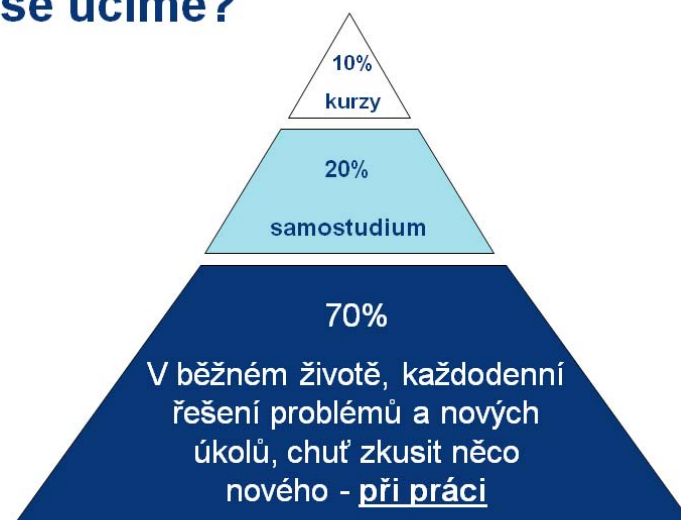 se učíme?
10%
kurzy
20%
samostudium
70%
V běžném životě, každodenní
řešení problémů a nových
úkolů, chuť zkusit něco
nového - při práci